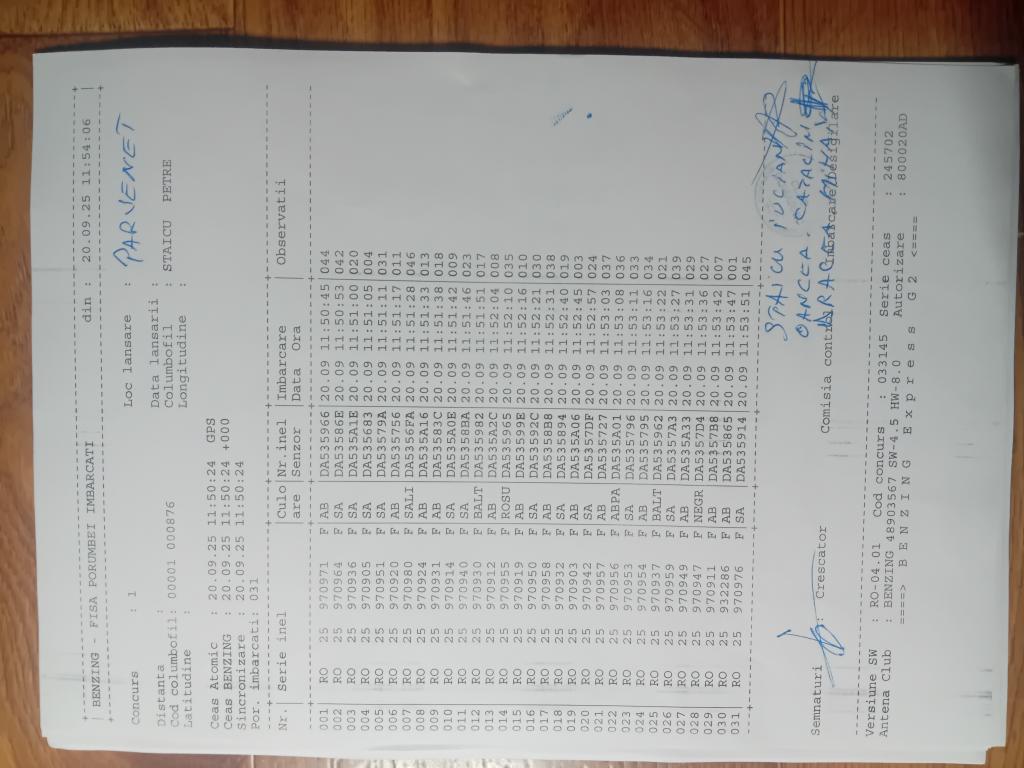 +-----------------------------------------------------------------------------+
| BENZING - FISA PORUMBEI IMBARCATI                din : 20.09.25 11:54:06    |
+-----------------------------------------------------------------------------+
Concurs : 1 Loc lansare : PARVENET
Distanta : Data lansarii :
Cod columbofil: 00001 000876 Columbofil : STAICU PETRE
Latitudine : Longitudine :
Ceas Atomic : 20.09.25 11:50:24 GPS
Ceas BENZING : 20.09.25 11:50:24 +000
Sincronizare : 20.09.25 11:50:24
Por. imbarcati: 031
Nr.| Serie inel |Culo|Nr.inel |Imbarcare |Observatii
|are |Senzor |Data Ora |
001 RO 25 970971 F AB DA535966 20.09 11:50:45 044
002 RO 25 970964 F SA DA53586E 20.09 11:50:53 042
003 RO 25 970936 F SA DA535A1E 20.09 11:51:00 020
004 RO 25 970905 F SA DA535683 20.09 11:51:05 004
005 RO 25 970951 F SA DA53579A 20.09 11:51:11 031
006 RO 25 970920 F AB DA535756 20.09 11:51:17 011
007 RO 25 970980 F SALI DA5356FA 20.09 11:51:28 046
008 RO 25 970924 F AB DA535A16 20.09 11:51:33 013
009 RO 25 970931 F AB DA53583C 20.09 11:51:38 018
010 RO 25 970914 F SA DA535A0E 20.09 11:51:42 009
011 RO 25 970940 F SA DA5358BA 20.09 11:51:46 023
012 RO 25 970930 F BALT DA535982 20.09 11:51:51 017
013 RO 25 970912 F AB DA535A2C 20.09 11:52:04 008
014 RO 25 970955 F ROSU DA535965 20.09 11:52:10 035
015 RO 25 970919 F AB DA53599E 20.09 11:52:16 010
016 RO 25 970950 F SA DA53592C 20.09 11:52:21 030
017 RO 25 970958 F AB DA5358B8 20.09 11:52:31 038
018 RO 25 970932 F SA DA535894 20.09 11:52:40 019
019 RO 25 970903 F AB DA535A06 20.09 11:52:45 003
020 RO 25 970942 F SA DA5357DF 20.09 11:52:57 024
021 RO 25 970957 F AB DA535727 20.09 11:53:03 037
022 RO 25 970956 F ABPA DA535A01 20.09 11:53:08 036
023 RO 25 970953 F SA DA535796 20.09 11:53:11 033
024 RO 25 970954 F AB DA535705 20.09 11:53:16 034
025 RO 25 970937 F BALT DA535962 20.09 11:53:22 021
026 RO 25 970959 F SA DA5357A3 20.09 11:53:27 039
027 RO 25 970949 F AB DA535A33 20.09 11:53:31 029
028 RO 25 970947 F NEGR DA5357D4 20.09 11:53:36 027
029 RO 25 970911 F AB DA5357B8 20.09 11:53:42 007
030 RO 25 932286 F AB DA535865 20.09 11:53:47 001
031 RO 25 970976 F SA DA535914 20.09 11:53:51 045
STAICU IULIAN
OANCEA CATALIN
MIHAI
Semnaturi : Crescator Comisia Imbarcare/Desigilare
Versiune SW : RO-04.01 Cod concurs : 033145 Serie ceas : 245702
Antena Club : BENZING 48903567 SW-4.5 HW-8.0 Autorizare : 800020AD
====> B E N Z I N G E x p r e s s G 2 <====